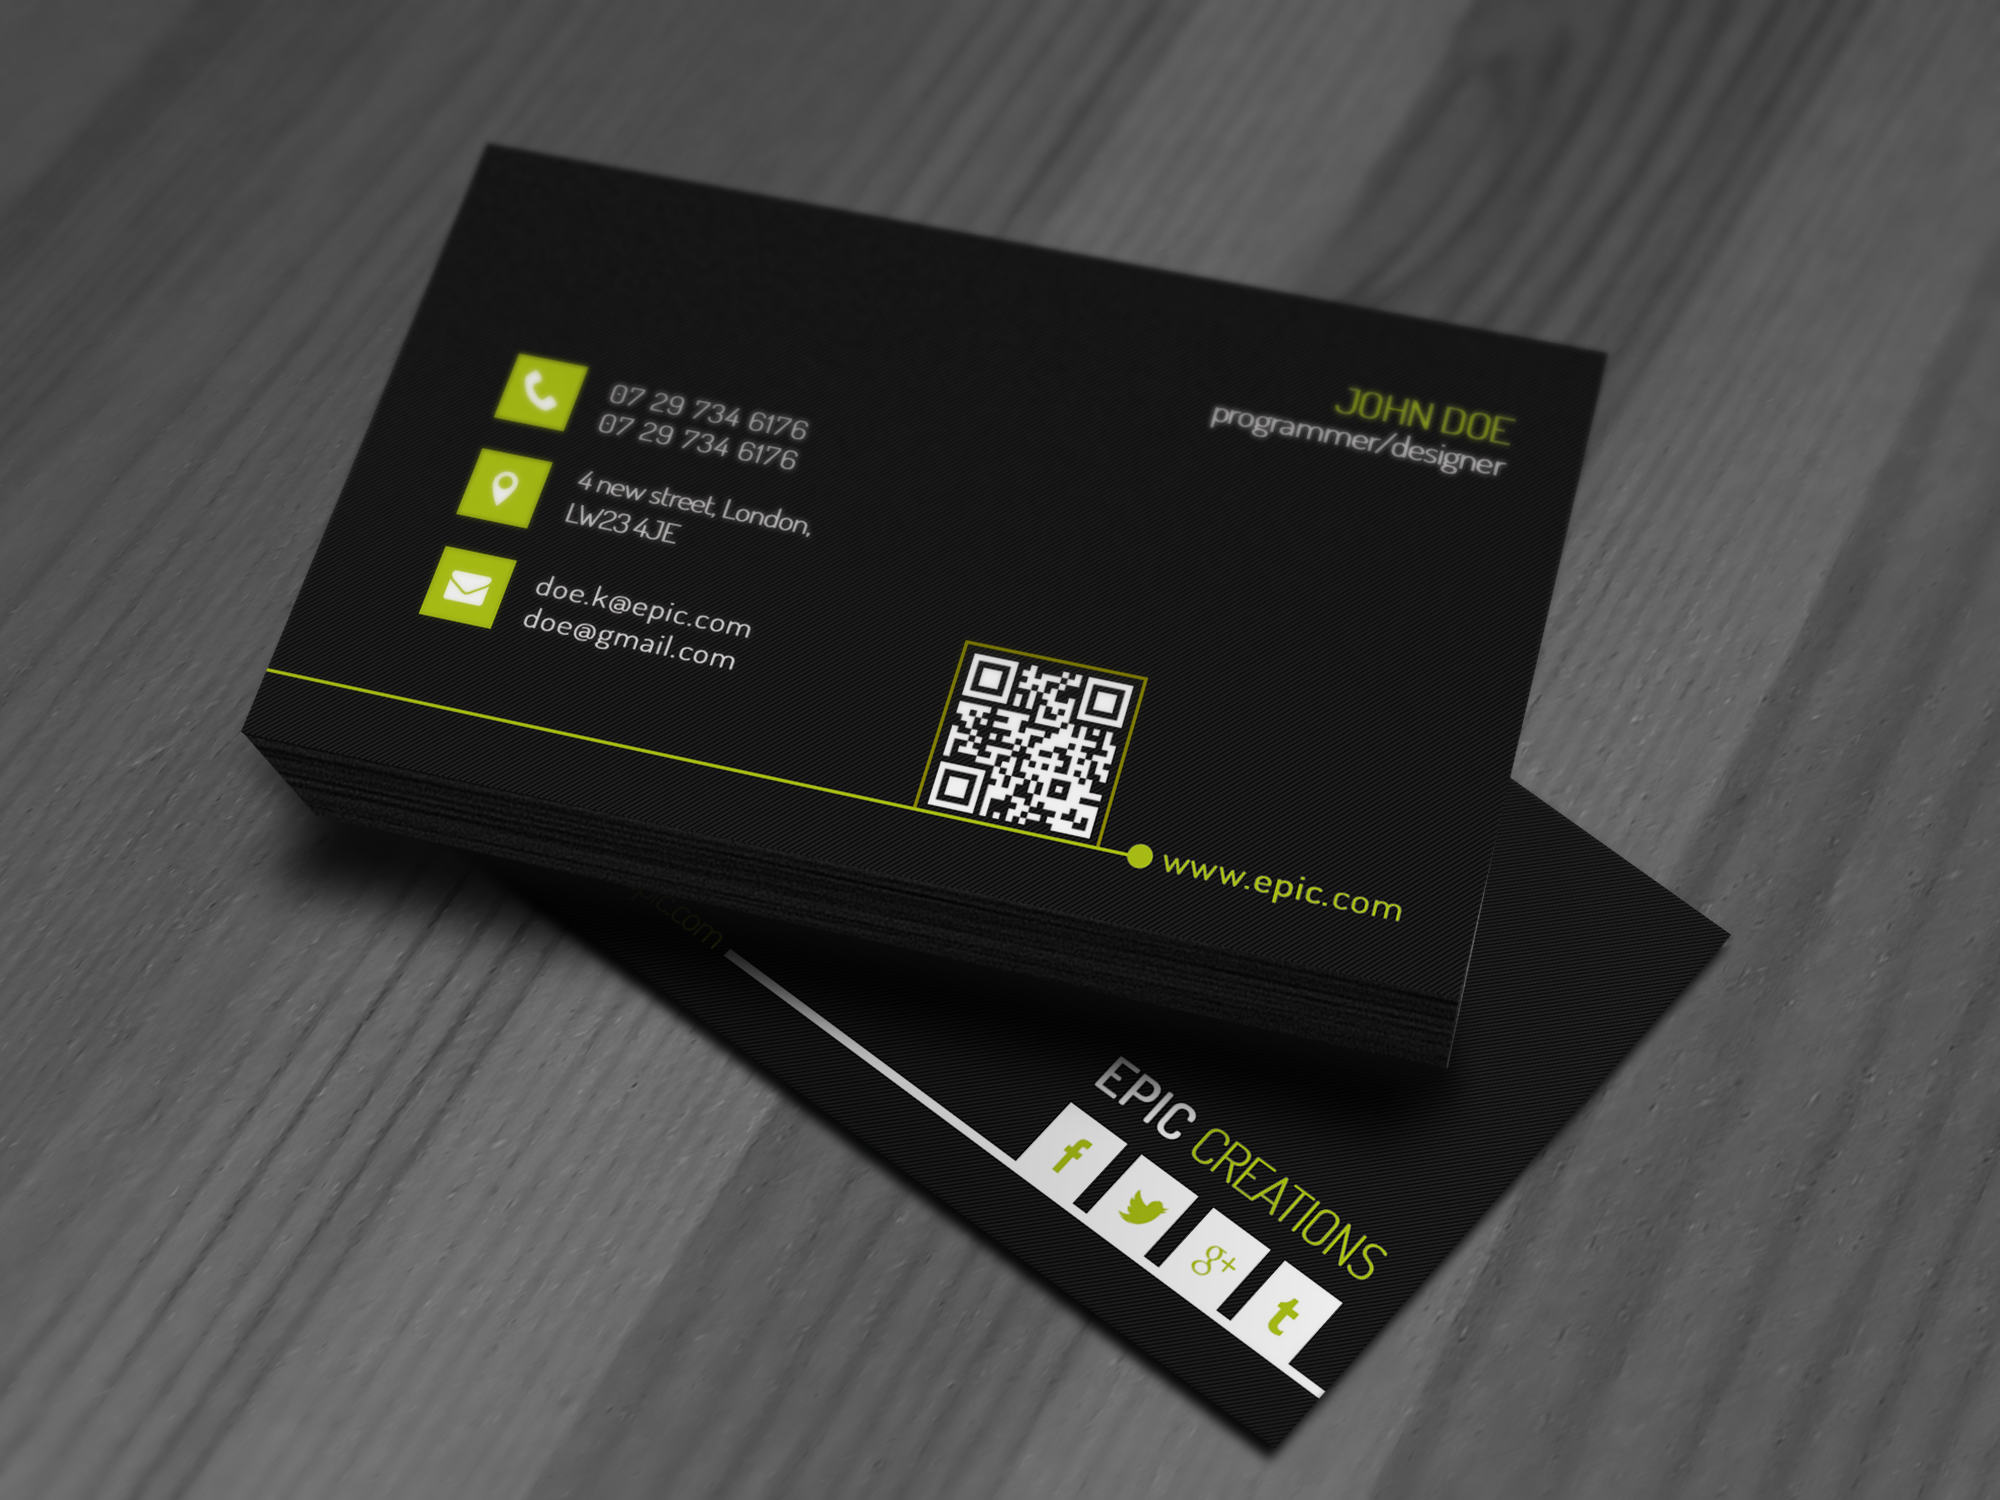 07 29 734 6176
07 29 734 6176
4 new street, London,
LW23 4JE
doe.k@epic.com
doe@gmail.com
JOHN DOE
programmer/designer
www.epic.com
EPIC CREATIONS
f
g+
t